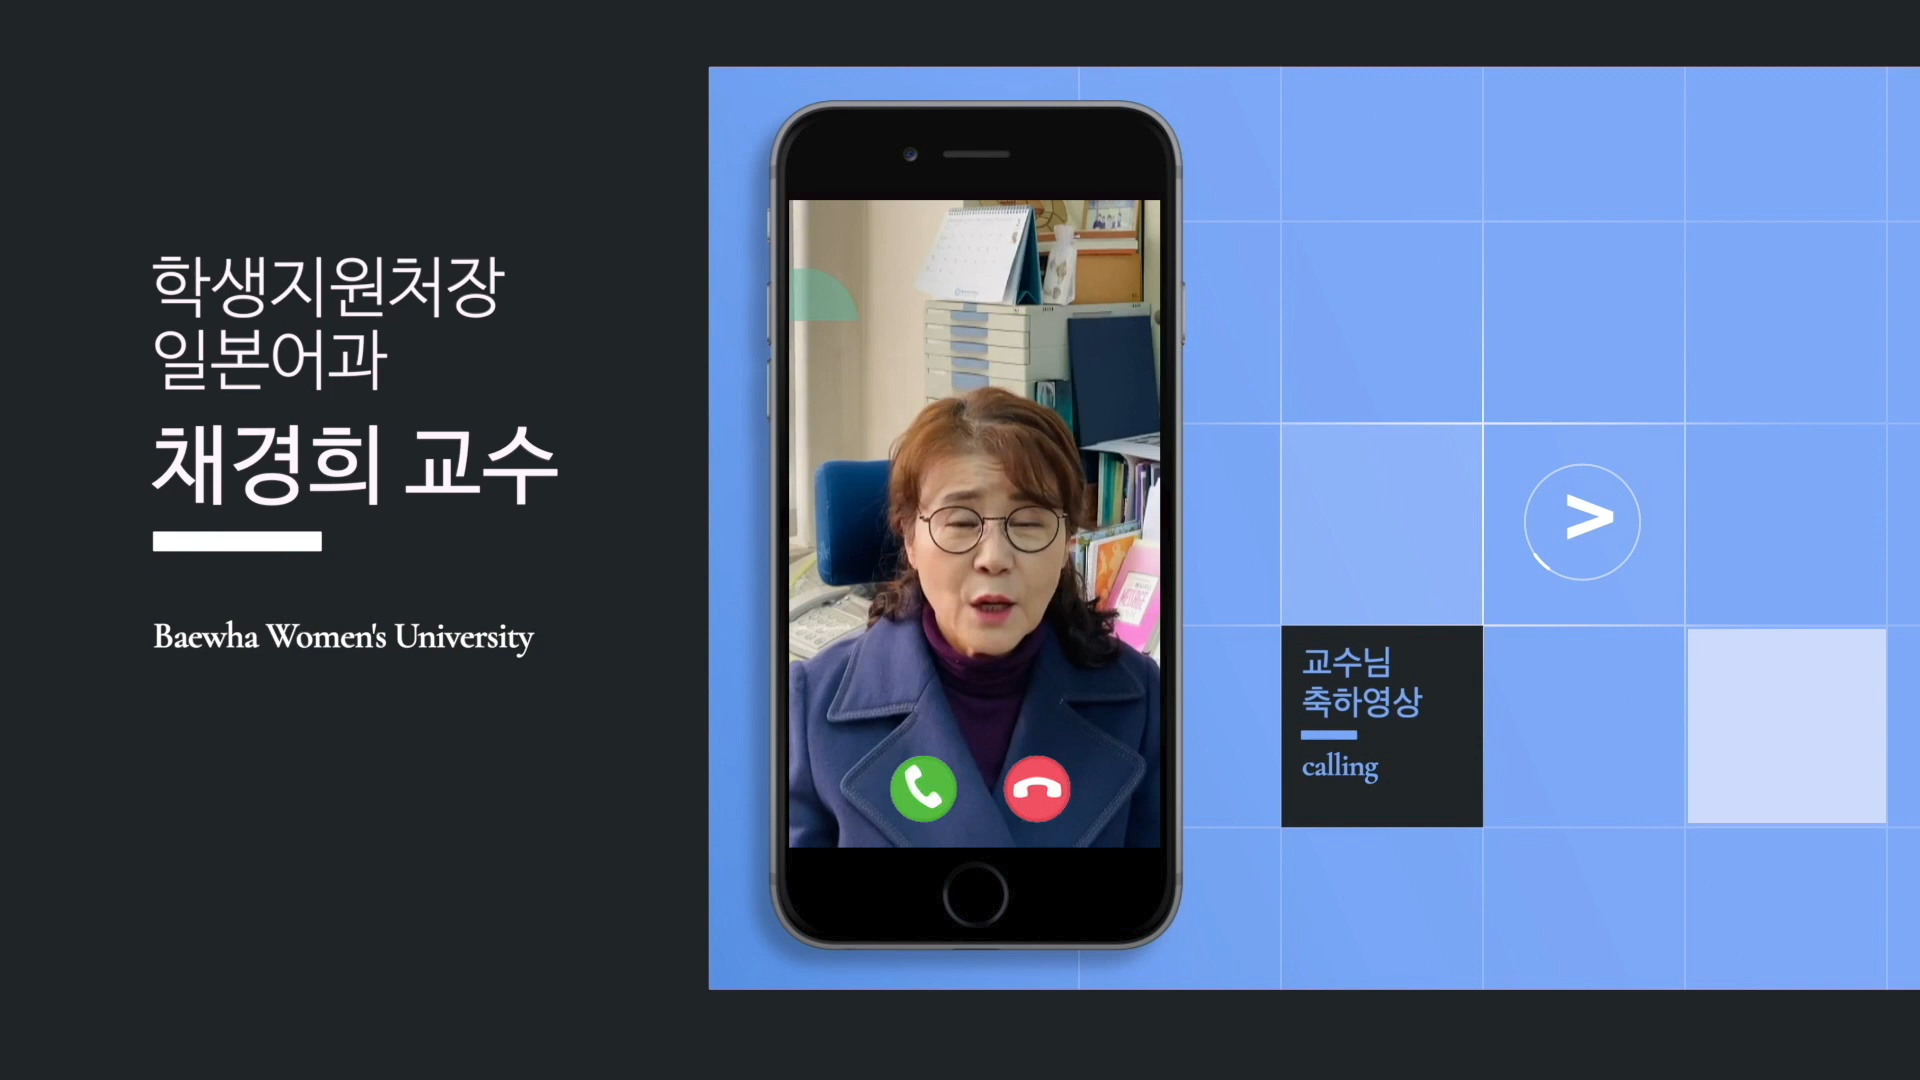 학생지원처장
일본어과
채경희 교수
Baewha Women's University
>
교수님
축하영상
calling